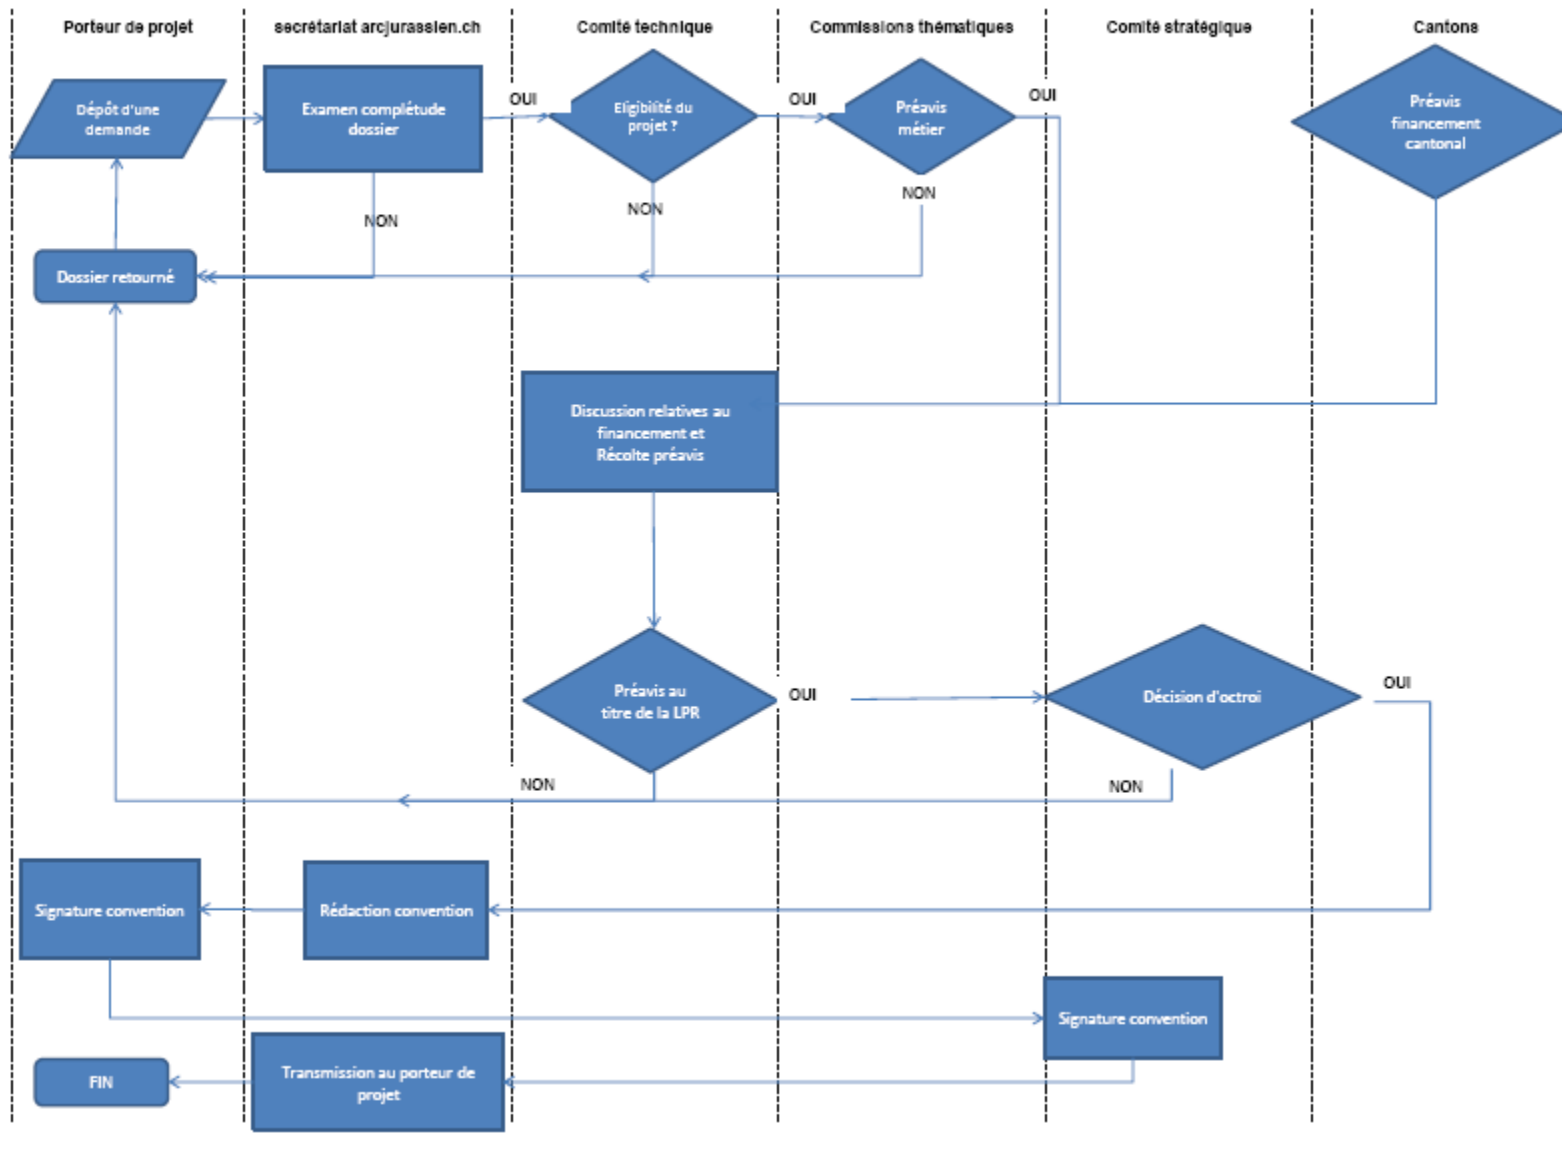 Porteur de projet
secrétariat arcjurassien.ch
Comité technique
Commissions thématiques
Comité stratégique
Cantons
Dépôt d'une
demande
Examen complétude
dossier
OUI
Eligibilité du
projet ?
OUI
Préavis
métier
OUI
Préavis
financement
cantonal
NON
NON
NON
Dossier retourné
Discussion relatives au
financement et
Récolte préavis
Préavis au
titre de la LPR
OUI
Décision d'octroi
OUI
NON
NON
Signature convention
Rédaction convention
Signature convention
FIN
Transmission au porteur de
projet